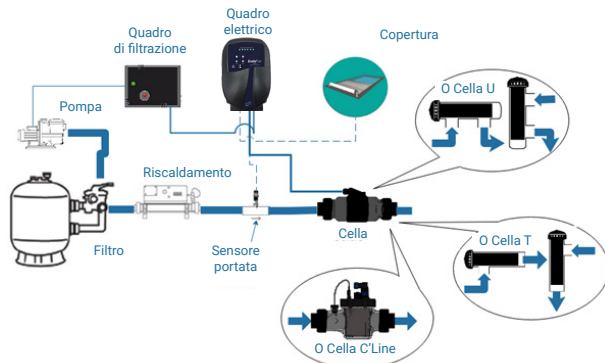 Quadro
elettrico
Quadro
di filtrazione
Copertura
O Cella U
Pompa
Riscaldamento
O Cella T
Filtro
Sensore
portata
Cella
O Cella C'Line